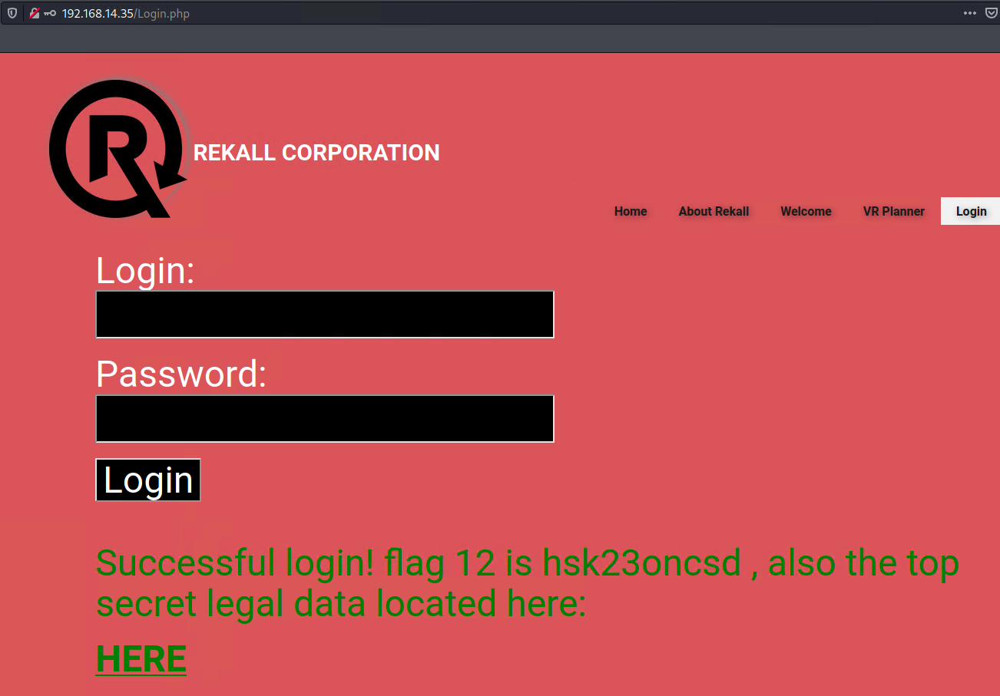 192.168.14.35/Login.php
R
REKALL CORPORATION
Home About Rekall Welcome VR Planner Login
Login:
Password:
Login
Successful login! flag 12 is hsk23oncsd , also the top
secret legal data located here:
HERE